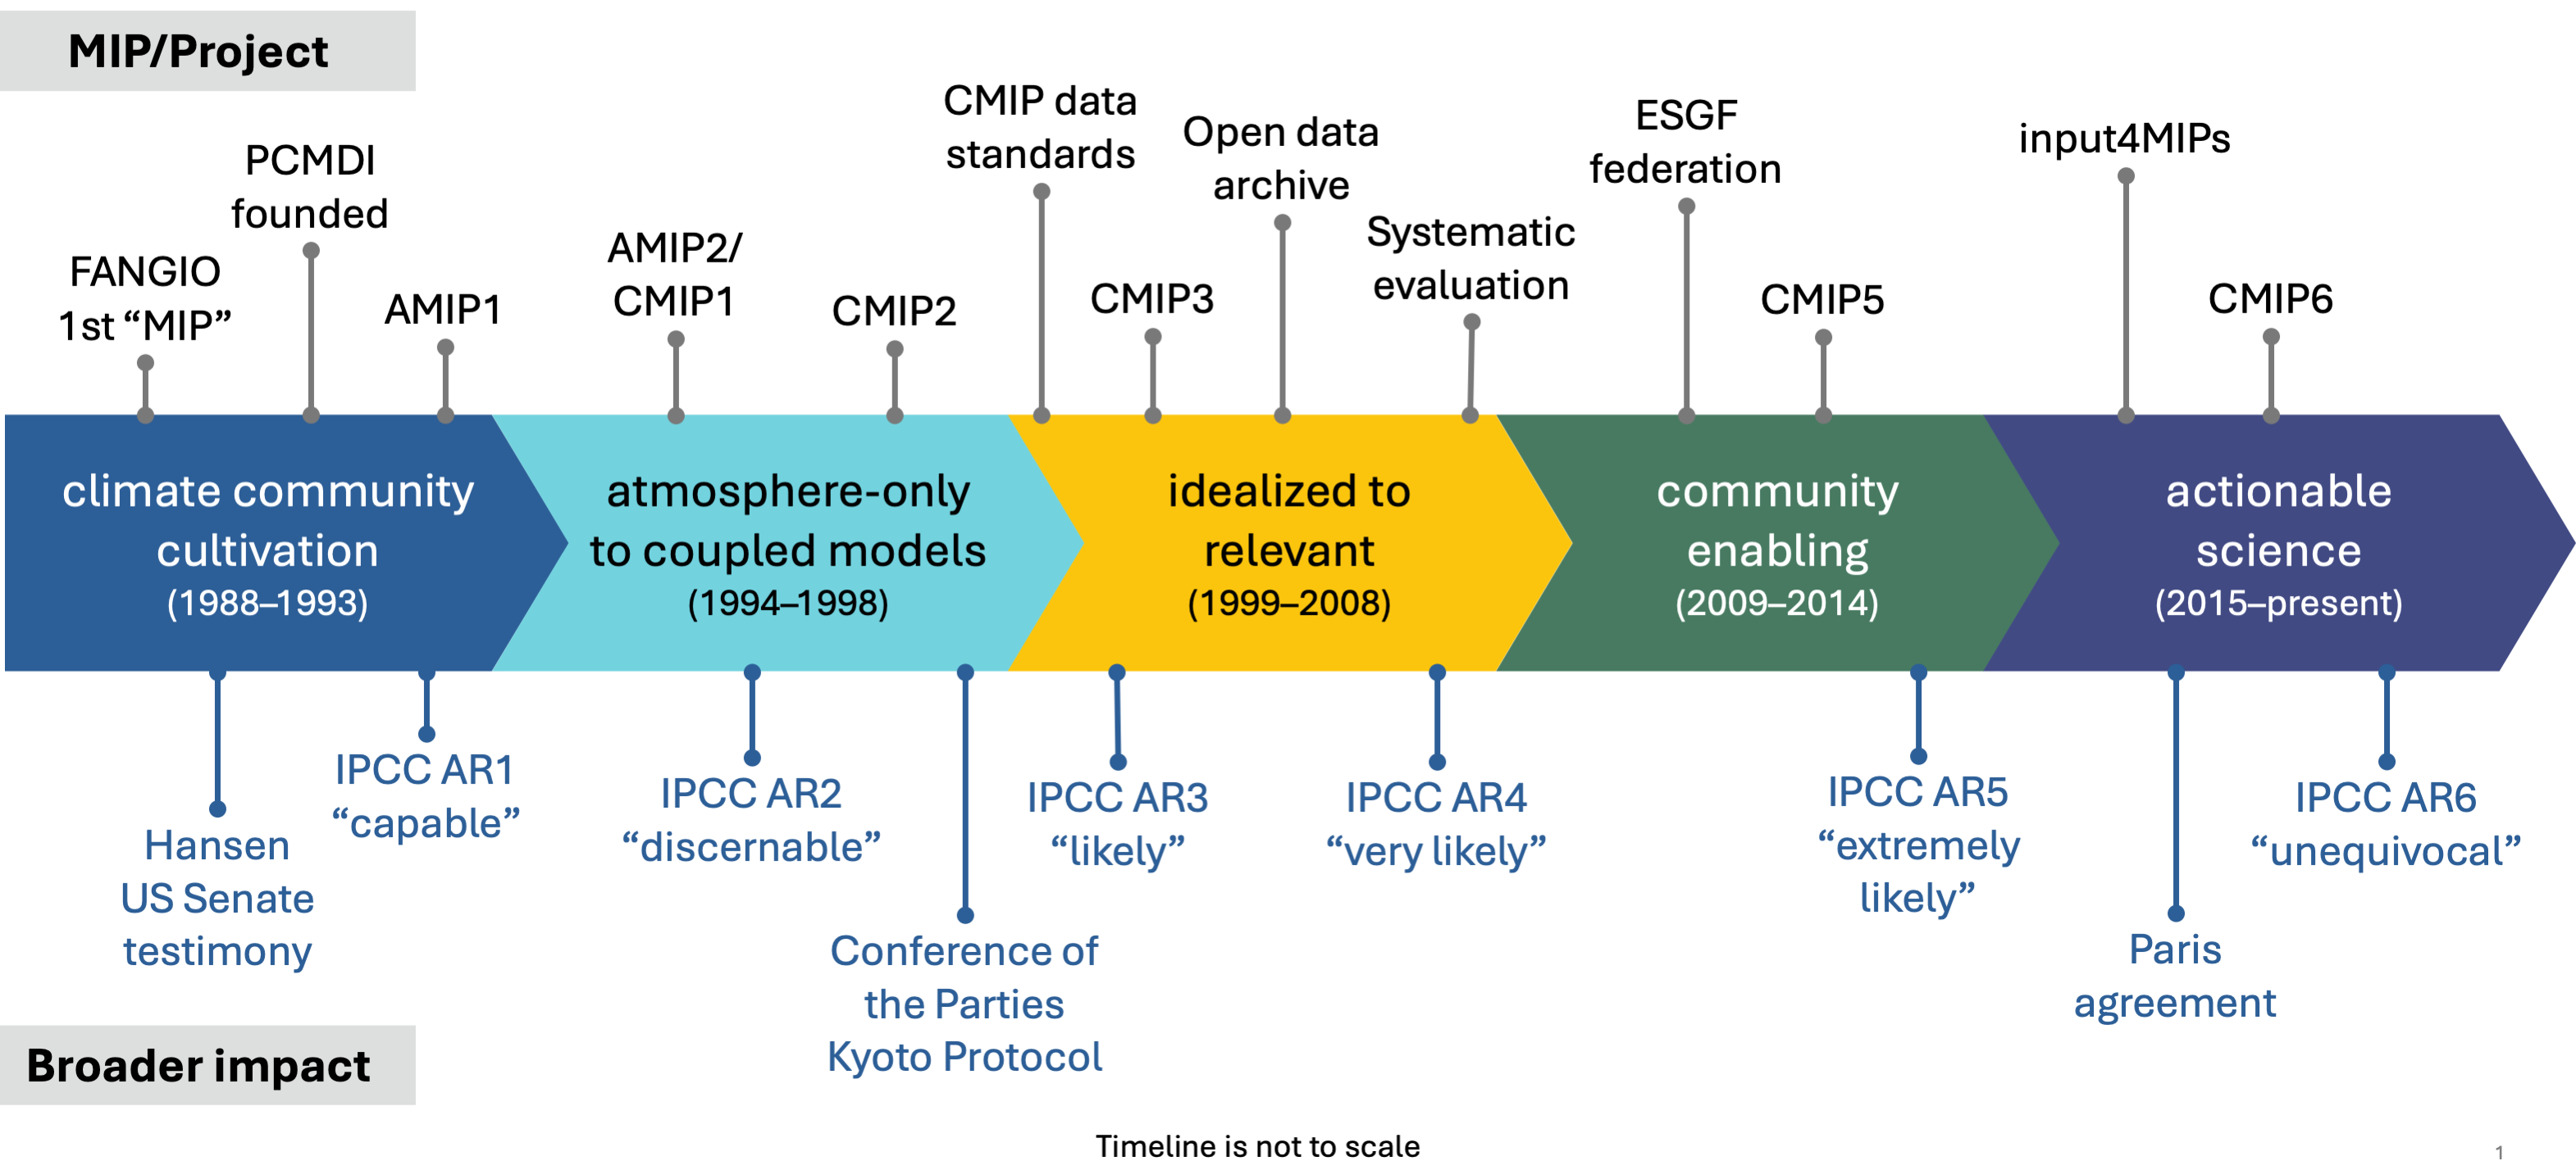 MIP/Project
FANGIO
1st “MIP”
PCMDI
founded
AMIP1
AMIP2/
CMIP1
CMIP2
CMIP data
standards
CMIP3
Open data
archive
Systematic
evaluation
ESGF
federation
CMIP5
input4MIPs
CMIP6
climate community
cultivation
(1988–1993)
atmosphere-only
to coupled models
(1994–1998)
idealized to
relevant
(1999–2008)
community
enabling
(2009–2014)
actionable
science
(2015–present)
Hansen
US Senate
testimony
IPCC AR1
“capable”
IPCC AR2
“discernable”
Conference of
the Parties
Kyoto Protocol
IPCC AR3
“likely”
IPCC AR4
“very likely”
IPCC AR5
“extremely
likely”
Paris
agreement
IPCC AR6
“unequivocal”
Broader impact
Timeline is not to scale
1